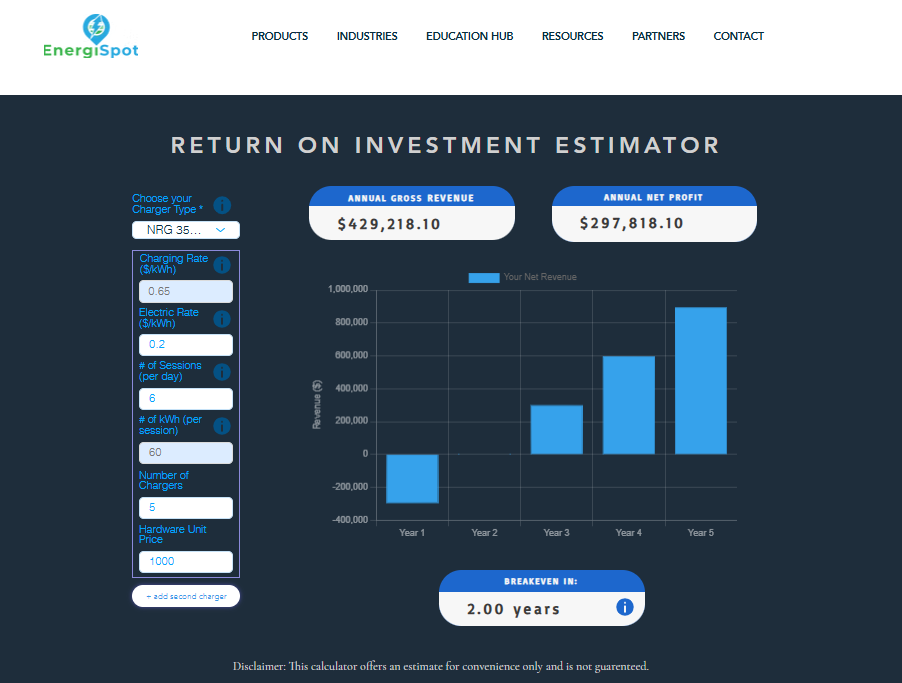 EnergiSpot
PRODUCTS INDUSTRIES EDUCATION HUB RESOURCES PARTNERS CONTACT
RETURN ON INVESTMENT ESTIMATOR
Choose your
Charger Type *
NRG 35...
Charging Rate
($/kWh)
0.65
Electric Rate
($/kWh)
0.2
# of Sessions
(per day)
6
# of kWh (per
session)
60
Number of
Chargers
5
Hardware Unit
Price
1000
+ add second charger
ANNUAL GROSS REVENUE
$429,218.10
ANNUAL NET PROFIT
$297,818.10
Your Net Revenue
Revenue ($)
1,000,000
800,000
600,000
400,000
200,000
0
-200,000
-400,000
Year 1 Year 2 Year 3 Year 4 Year 5
BREAKEVEN IN:
2.00 years
Disclaimer: This calculator offers an estimate for convenience only and is not guarenteed.